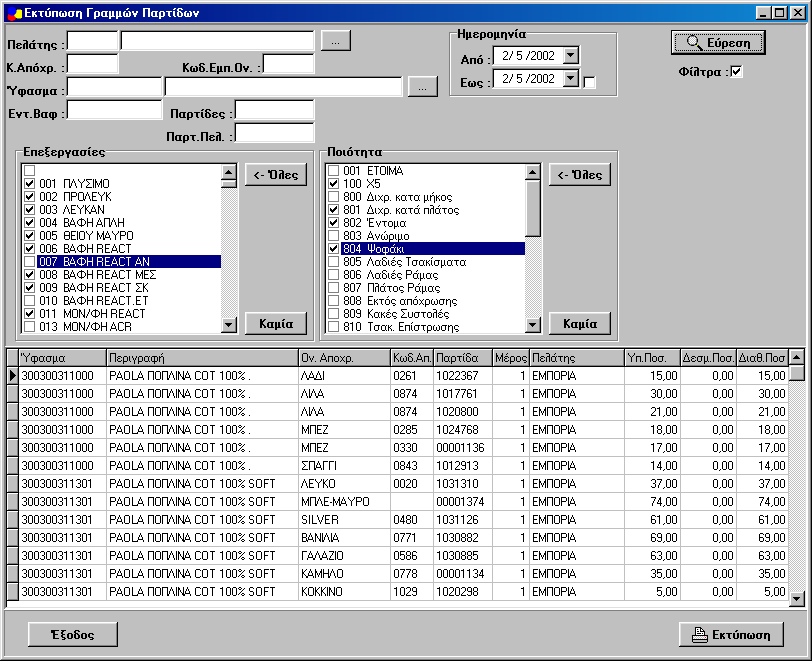 Εκτύπωση Γραμμών Παρτίδων
Πελάτης :
...
Κ.Απόχρ. :
Κωδ.Εμπ.Ον. :
Ύφασμα :
...
Εντ.Βαφ :
Παρτίδες :
Παρτ.Πελ. :
Ημερομηνία
Από : 2/ 5 /2002
Εως : 2/ 5 /2002
Εύρεση
Φίλτρα :
Επεξεργασίες
001 ΠΛΥΣΙΜΟ
002 ΠΡΟΛΕΥΚ
003 ΛΕΥΚΑΝ
004 ΒΑΦΗ ΑΠΛΗ
005 ΘΕΙΟΥ ΜΑΥΡΟ
006 ΒΑΦΗ REACT
007 ΒΑΦΗ REACT ΑΝ
008 ΒΑΦΗ REACT ΜΕΣ
009 ΒΑΦΗ REACT ΣΚ
010 ΒΑΦΗ REACT.ET
011 ΜΟΝ/ΦΗ REACT
013 ΜΟΝ/ΦΗ ACR
<- Όλες
Καμία
Ποιότητα
001 ΕΤΟΙΜΑ
100 Χ5
800 Διχρ. κατα μήκος
801 Διχρ. κατά πλάτος
802 Έντομα
803 Ανώριμο
804 Ψοφάκι
805 Λαδιές Τσακίσματα
806 Λαδιές Ράμας
807 Πλάτος Ράμας
808 Εκτός απόχρωσης
809 Κακές Συστολές
810 Τσακ. Επίστρωσης
<- Όλες
Καμία
Ύφασμα Περιγραφή Ον. Αποχρ. Κωδ.Απ. Παρτίδα Μέρος Πελάτης Υπ.Ποσ. Δεσμ.Ποσ. Διαθ.Ποσ
300300311000 PAOLA ΠΟΠΛΙΝΑ COT 100% . ΛΑΔΙ 0261 1022367 1 ΕΜΠΟΡΙΑ 15,00 0,00 15,00
300300311000 PAOLA ΠΟΠΛΙΝΑ COT 100% . ΛΙΛΑ 0874 1017761 1 ΕΜΠΟΡΙΑ 30,00 0,00 30,00
300300311000 PAOLA ΠΟΠΛΙΝΑ COT 100% . ΛΙΛΑ 0874 1020800 1 ΕΜΠΟΡΙΑ 21,00 0,00 21,00
300300311000 PAOLA ΠΟΠΛΙΝΑ COT 100% . ΜΠΕΖ 0285 1024768 1 ΕΜΠΟΡΙΑ 18,00 0,00 18,00
300300311000 PAOLA ΠΟΠΛΙΝΑ COT 100% . ΜΠΕΖ 0330 00001136 1 ΕΜΠΟΡΙΑ 17,00 0,00 17,00
300300311000 PAOLA ΠΟΠΛΙΝΑ COT 100% . ΣΠΑΓΓΙ 0843 1012913 1 ΕΜΠΟΡΙΑ 14,00 0,00 14,00
300300311301 PAOLA ΠΟΠΛΙΝΑ COT 100% SOFT ΛΕΥΚΟ 0020 1031310 1 ΕΜΠΟΡΙΑ 37,00 0,00 37,00
300300311301 PAOLA ΠΟΠΛΙΝΑ COT 100% SOFT ΜΠΛΕ-ΜΑΥΡΟ 00001374 1 ΕΜΠΟΡΙΑ 74,00 0,00 74,00
300300311301 PAOLA ΠΟΠΛΙΝΑ COT 100% SOFT SILVER 0480 1031126 1 ΕΜΠΟΡΙΑ 61,00 0,00 61,00
300300311301 PAOLA ΠΟΠΛΙΝΑ COT 100% SOFT ΒΑΝΙΛΙΑ 0771 1030882 1 ΕΜΠΟΡΙΑ 69,00 0,00 69,00
300300311301 PAOLA ΠΟΠΛΙΝΑ COT 100% SOFT ΓΑΛΑΖΙΟ 0586 1030885 1 ΕΜΠΟΡΙΑ 63,00 0,00 63,00
300300311301 PAOLA ΠΟΠΛΙΝΑ COT 100% SOFT ΚΑΜΗΛΟ 0778 00001134 1 ΕΜΠΟΡΙΑ 35,00 0,00 35,00
300300311301 PAOLA ΠΟΠΛΙΝΑ COT 100% SOFT ΚΟΚΚΙΝΟ 1029 1020298 1 ΕΜΠΟΡΙΑ 5,00 0,00 5,00
Έξοδος
Εκτύπωση